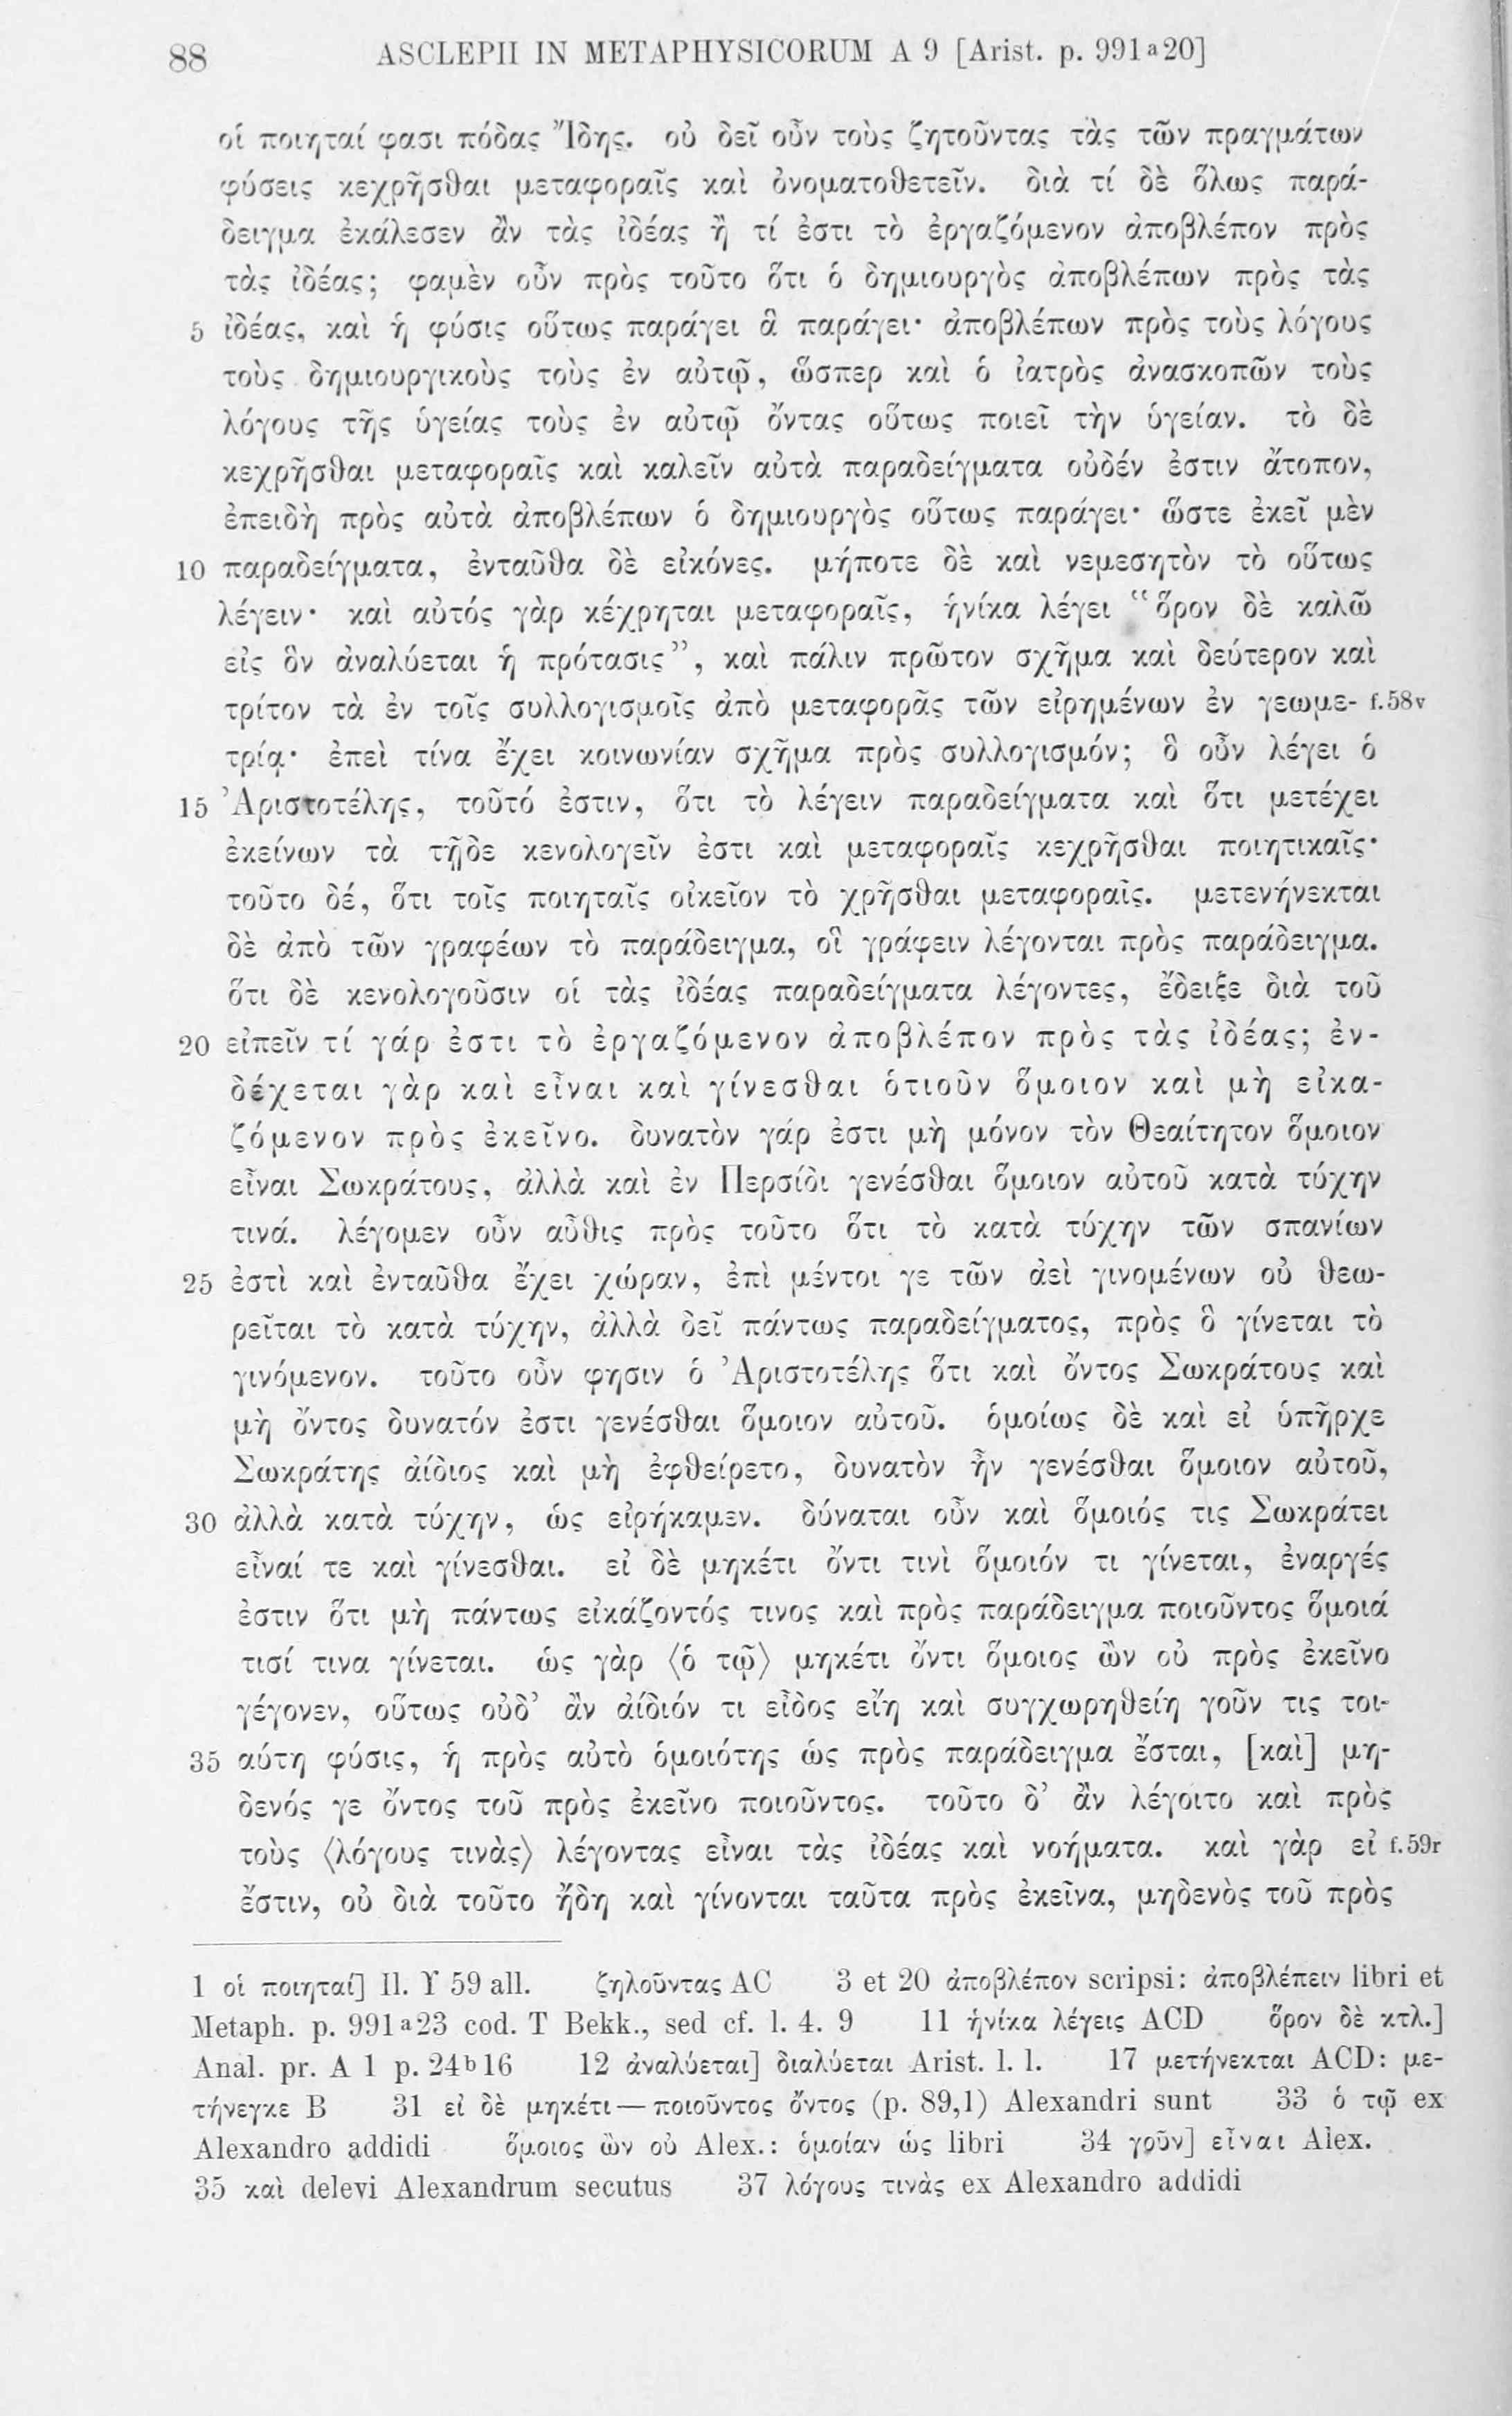 88 ASCLEPII IN METAPHYSICORUM A 9 [Arist. p. 991ª20]
οἱ ποιηταί φασι πόδας Ἴδης. οὐ δεῖ οὖν τοὺς ζητοῦντας τὰς τῶν πραγμάτων
φύσεις κεχρῆσθαι μεταφοραῖς καὶ ὀνοματοθετεῖν. διὰ τί δὲ ὅλως παρά-
δειγμα ἐκάλεσεν ἂν τὰς ἰδέας ἢ τί ἐστι τὸ ἐργαζόμενον ἀποβλέπον πρὸς
τὰς ἰδέας; φαμὲν οὖν πρὸς τοῦτο ὅτι ὁ δημιουργὸς ἀποβλέπων πρὸς τὰς
5 ἰδέας, καὶ ἡ φύσις οὕτως παράγει ἃ παράγει· ἀποβλέπων πρὸς τοὺς λόγους
τοὺς δημιουργικοὺς τοὺς ἐν αὐτῷ, ὥσπερ καὶ ὁ ἰατρὸς ἀνασκοπῶν τοὺς
λόγους τῆς ὑγείας τοὺς ἐν αὐτῷ ὄντας οὕτως ποιεῖ τὴν ὑγείαν. τὸ δὲ
κεχρῆσθαι μεταφοραῖς καὶ καλεῖν αὐτὰ παραδείγματα οὐδέν ἐστιν ἄτοπον,
ἐπειδὴ πρὸς αὐτὰ ἀποβλέπων ὁ δημιουργὸς οὕτως παράγει· ὥστε ἐκεῖ μὲν
10 παραδείγματα, ἐνταῦθα δὲ εἰκόνες. μήποτε δὲ καὶ νεμεσητὸν τὸ οὕτως
λέγειν· καὶ αὐτός γὰρ κέχρηται μεταφοραῖς, ἡνίκα λέγει “ὅρον δὲ καλῶ
εἰς ὃν ἀναλύεται ἡ πρότασις”, καὶ πάλιν πρῶτον σχῆμα καὶ δεύτερον καὶ
τρίτον τὰ ἐν τοῖς συλλογισμοῖς ἀπὸ μεταφορᾶς τῶν εἰρημένων ἐν γεωμε- f.58v
τρίᾳ· ἐπεὶ τίνα ἔχει κοινωνίαν σχῆμα πρὸς συλλογισμόν; ὃ οὖν λέγει ὁ
15 Ἀριστοτέλης, τοῦτό ἐστιν, ὅτι τὸ λέγειν παραδείγματα καὶ ὅτι μετέχει
ἐκείνων τὰ τῇδε κενολογεῖν ἐστι καὶ μεταφοραῖς κεχρῆσθαι ποιητικαῖς·
τοῦτο δέ, ὅτι τοῖς ποιηταῖς οἰκεῖον τὸ χρῆσθαι μεταφοραῖς. μετενήνεκται
δὲ ἀπὸ τῶν γραφέων τὸ παράδειγμα, οἳ γράφειν λέγονται πρὸς παράδειγμα.
ὅτι δὲ κενολογοῦσιν οἱ τὰς ἰδέας παραδείγματα λέγοντες, ἔδειξε διὰ τοῦ
20 εἰπεῖν τί γάρ ἐστι τὸ ἐργαζόμενον ἀποβλέπον πρὸς τὰς ἰδέας; ἐν-
δέχεται γὰρ καὶ εἶναι καὶ γίνεσθαι ὁτιοῦν ὅμοιον καὶ μὴ εἰκα-
ζόμενον πρὸς ἐκεῖνο. δυνατὸν γάρ ἐστι μὴ μόνον τὸν Θεαίτητον ὅμοιον
εἶναι Σωκράτους, ἀλλὰ καὶ ἐν Περσίδι γενέσθαι ὅμοιον αὐτοῦ κατὰ τύχην
τινά. λέγομεν οὖν αὖθις πρὸς τοῦτο ὅτι τὸ κατὰ τύχην τῶν σπανίων
25 ἐστὶ καὶ ἐνταῦθα ἔχει χώραν, ἐπὶ μέντοι γε τῶν ἀεὶ γινομένων οὐ θεω-
ρεῖται τὸ κατὰ τύχην, ἀλλὰ δεῖ πάντως παραδείγματος, πρὸς ὃ γίνεται τὸ
γινόμενον. τοῦτο οὖν φησιν ὁ Ἀριστοτέλης ὅτι καὶ ὄντος Σωκράτους καὶ
μὴ ὄντος δυνατόν ἐστι γενέσθαι ὅμοιον αὐτοῦ. ὁμοίως δὲ καὶ εἰ ὑπῆρχε
Σωκράτης ἀίδιος καὶ μὴ ἐφθείρετο, δυνατὸν ἦν γενέσθαι ὅμοιον αὐτοῦ,
30 ἀλλὰ κατὰ τύχην, ὡς εἰρήκαμεν. δύναται οὖν καὶ ὅμοιός τις Σωκράτει
εἶναί τε καὶ γίνεσθαι. εἰ δὲ μηκέτι ὄντι τινὶ ὅμοιόν τι γίνεται, ἐναργές
ἐστιν ὅτι μὴ πάντως εἰκάζοντός τινος καὶ πρὸς παράδειγμα ποιοῦντος ὅμοιά
τισί τινα γίνεται. ὡς γὰρ ⟨ὁ τῷ⟩ μηκέτι ὄντι ὅμοιος ὢν οὐ πρὸς ἐκεῖνο
γέγονεν, οὕτως οὐδ’ ἂν ἀίδιόν τι εἶδος εἴη καὶ συγχωρηθείη γοῦν τις τοι-
35 αύτη φύσις, ἡ πρὸς αὐτὸ ὁμοιότης ὡς πρὸς παράδειγμα ἔσται, [καὶ] μη-
δενός γε ὄντος τοῦ πρὸς ἐκεῖνο ποιοῦντος. τοῦτο δ’ ἂν λέγοιτο καὶ πρὸς
τοὺς ⟨λόγους τινὰς⟩ λέγοντας εἶναι τὰς ἰδέας καὶ νοήματα. καὶ γὰρ εἰ f.59r
ἔστιν, οὐ διὰ τοῦτο ἤδη καὶ γίνονται ταῦτα πρὸς ἐκεῖνα, μηδενὸς τοῦ πρὸς
1 οἱ ποιηταί] Il. Υ 59 all. ζηλοῦντας AC 3 et 20 ἀποβλέπον scripsi: ἀποβλέπειν libri et
Metaph. p. 991ª23 cod. T Bekk., sed cf. l. 4. 9 11 ἡνίκα λέγεις ACD ὅρον δὲ κτλ.]
Anal. pr. A 1 p. 24ᵇ16 12 ἀναλύεται] διαλύεται Arist. l. l. 17 μετήνεκται ACD: με-
τήνεγκε B 31 εἰ δὲ μηκέτι—ποιοῦντος ὄντος (p. 89,1) Alexandri sunt 33 ὁ τῷ ex
Alexandro addidi ὅμοιος ὢν οὐ Alex.: ὁμοίαν ὡς libri 34 γοῦν] εἶναι Alex.
35 καὶ delevi Alexandrum secutus 37 λόγους τινὰς ex Alexandro addidi